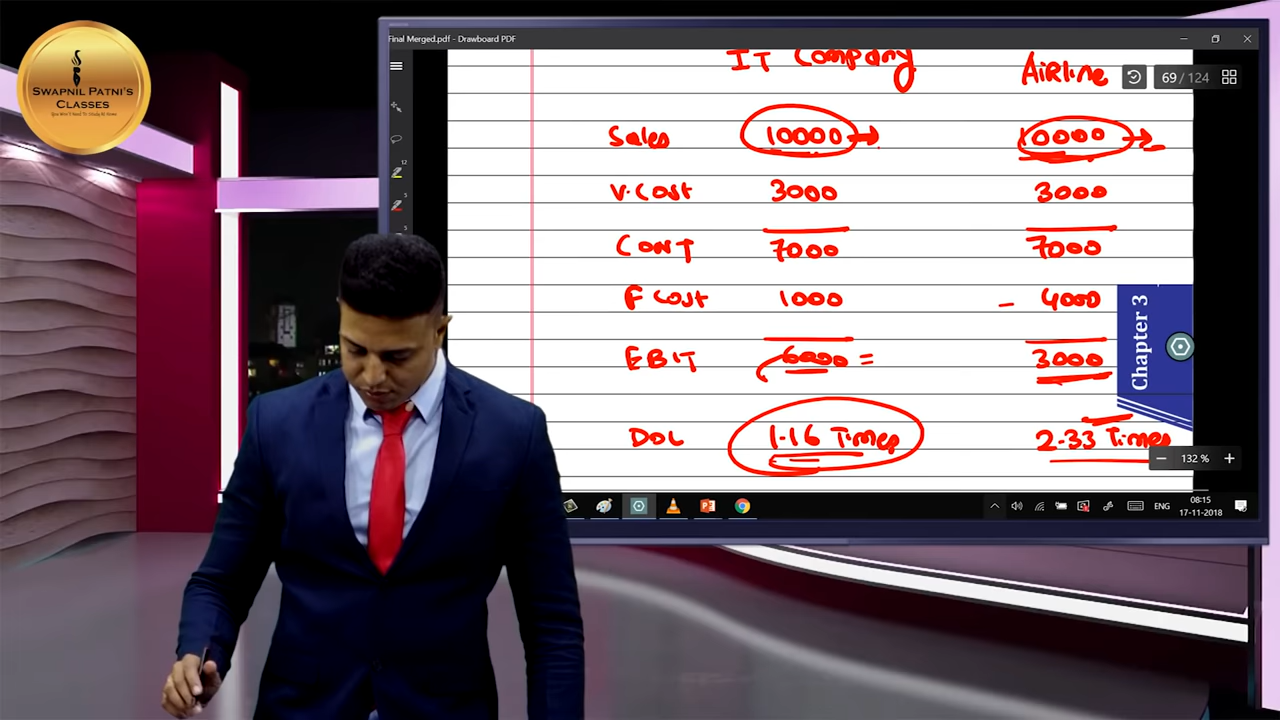 SWAPNIL PATNI'S
CLASSES
Final Merged.pdf - Drawboard PDF
IT Company Airline
69 / 124
Sales 10000 10000
V.Cost 3000 3000
CONT 7000 7000
F Cost 1000 - 4000
EBIT 6000 = 3000
DOL 1.16 Times 2.33 Times
Chapter 3
132 %
ENG
08:15
17-11-2018